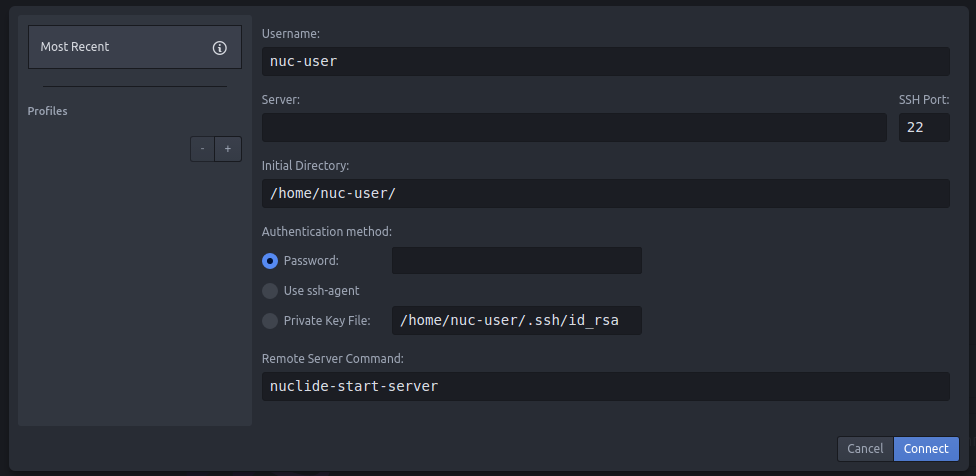 Most Recent
Profiles
- +
Username:
nuc-user
Server: SSH Port:
22
Initial Directory:
/home/nuc-user/
Authentication method:
Password:
Use ssh-agent
Private Key File: /home/nuc-user/.ssh/id_rsa
Remote Server Command:
nuclide-start-server
Cancel Connect